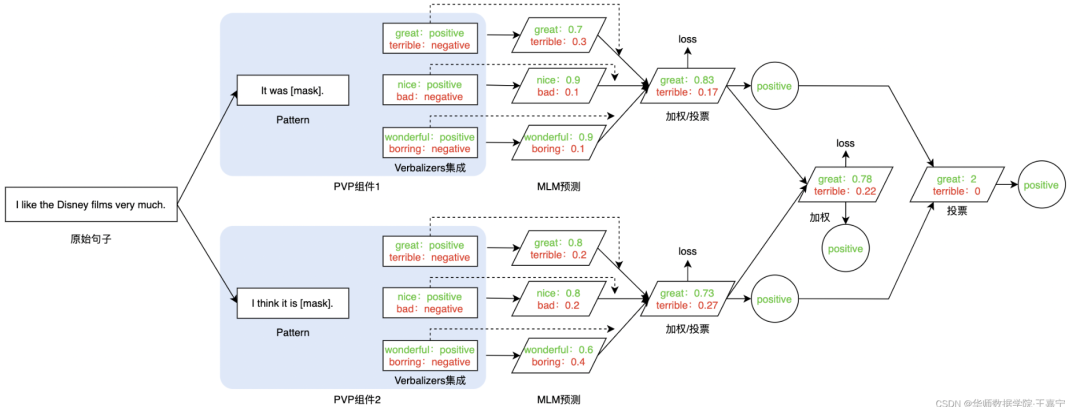 great：positive
terrible：negative
great：0.7
terrible：0.3
loss
It was [mask].
Pattern
nice：positive
bad：negative
nice：0.9
bad：0.1
great：0.83
terrible：0.17
加权/投票
positive
wonderful：positive
borring：negative
Verbalizers集成
wonderful：0.9
boring：0.1
PVP组件1
MLM预测
I like the Disney films very much.
原始句子
loss
great：0.78
terrible：0.22
加权
positive
great：2
terrible：0
投票
positive
great：positive
terrible：negative
great：0.8
terrible：0.2
loss
I think it is [mask].
Pattern
nice：positive
bad：negative
nice：0.8
bad：0.2
great：0.73
terrible：0.27
加权/投票
positive
wonderful：positive
borring：negative
Verbalizers集成
wonderful：0.6
boring：0.4
PVP组件2
MLM预测
CSDN @华师数据学院·王嘉宁